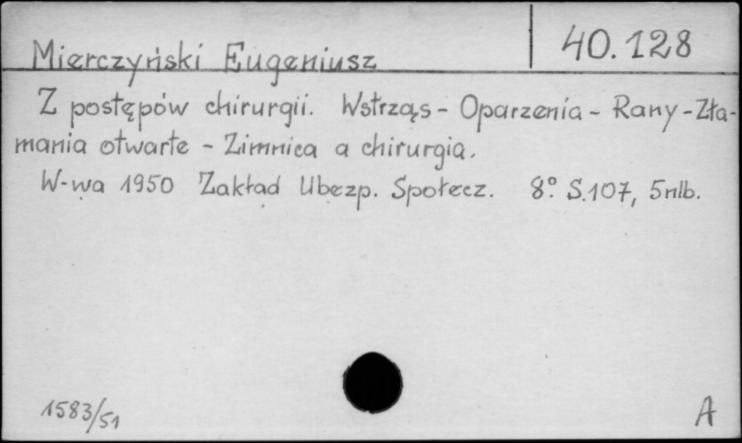 Mierczyński Eugeniusz
40.128
Z postępów chirurgii. Wstrząs - Oparzenia - Rany - Zła-
mania otwarte - Zimnica a chirurgia.
W-wa 1950 Zakład Ubezp. Społecz. 8° S.107, 5nlb.
1583/51
A